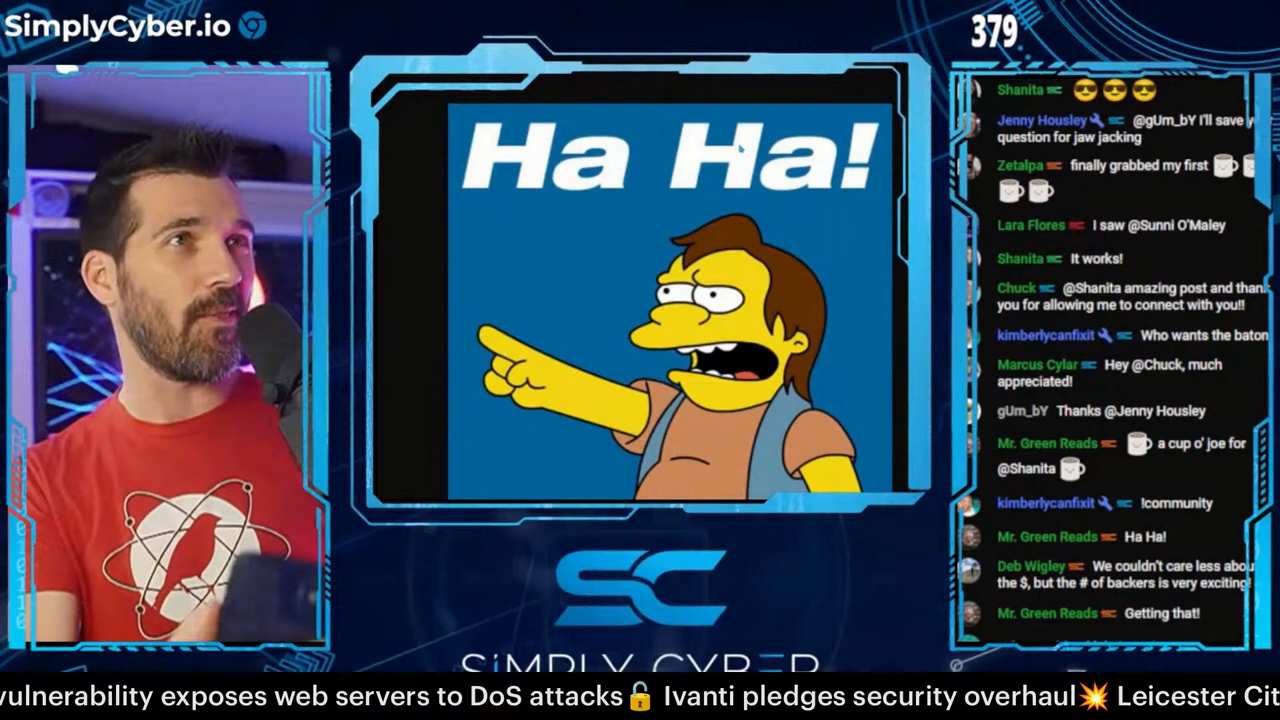 SimplyCyber.io
379
Ha Ha!
Shanita 😎 😎 😎
Jenny Housley @gUm_bY I'll save
question for jaw jacking
Zetalpa finally grabbed my first
Lara Flores I saw @Sunni O'Maley
Shanita It works!
Chuck @Shanita amazing post and thank
you for allowing me to connect with you!!
kimberlycanfixit Who wants the baton
Marcus Cylar Hey @Chuck, much
appreciated!
gUm_bY Thanks @Jenny Housley
Mr. Green Reads a cup o' joe for
@Shanita
kimberlycanfixit !community
Mr. Green Reads Ha Ha!
Deb Wigley We couldn't care less about
the $, but the # of backers is very exciting!
Mr. Green Reads Getting that!
SC
SIMPLY CYBER
vulnerability exposes web servers to DoS attacks🔓 Ivanti pledges security overhaul💥 Leicester Cit